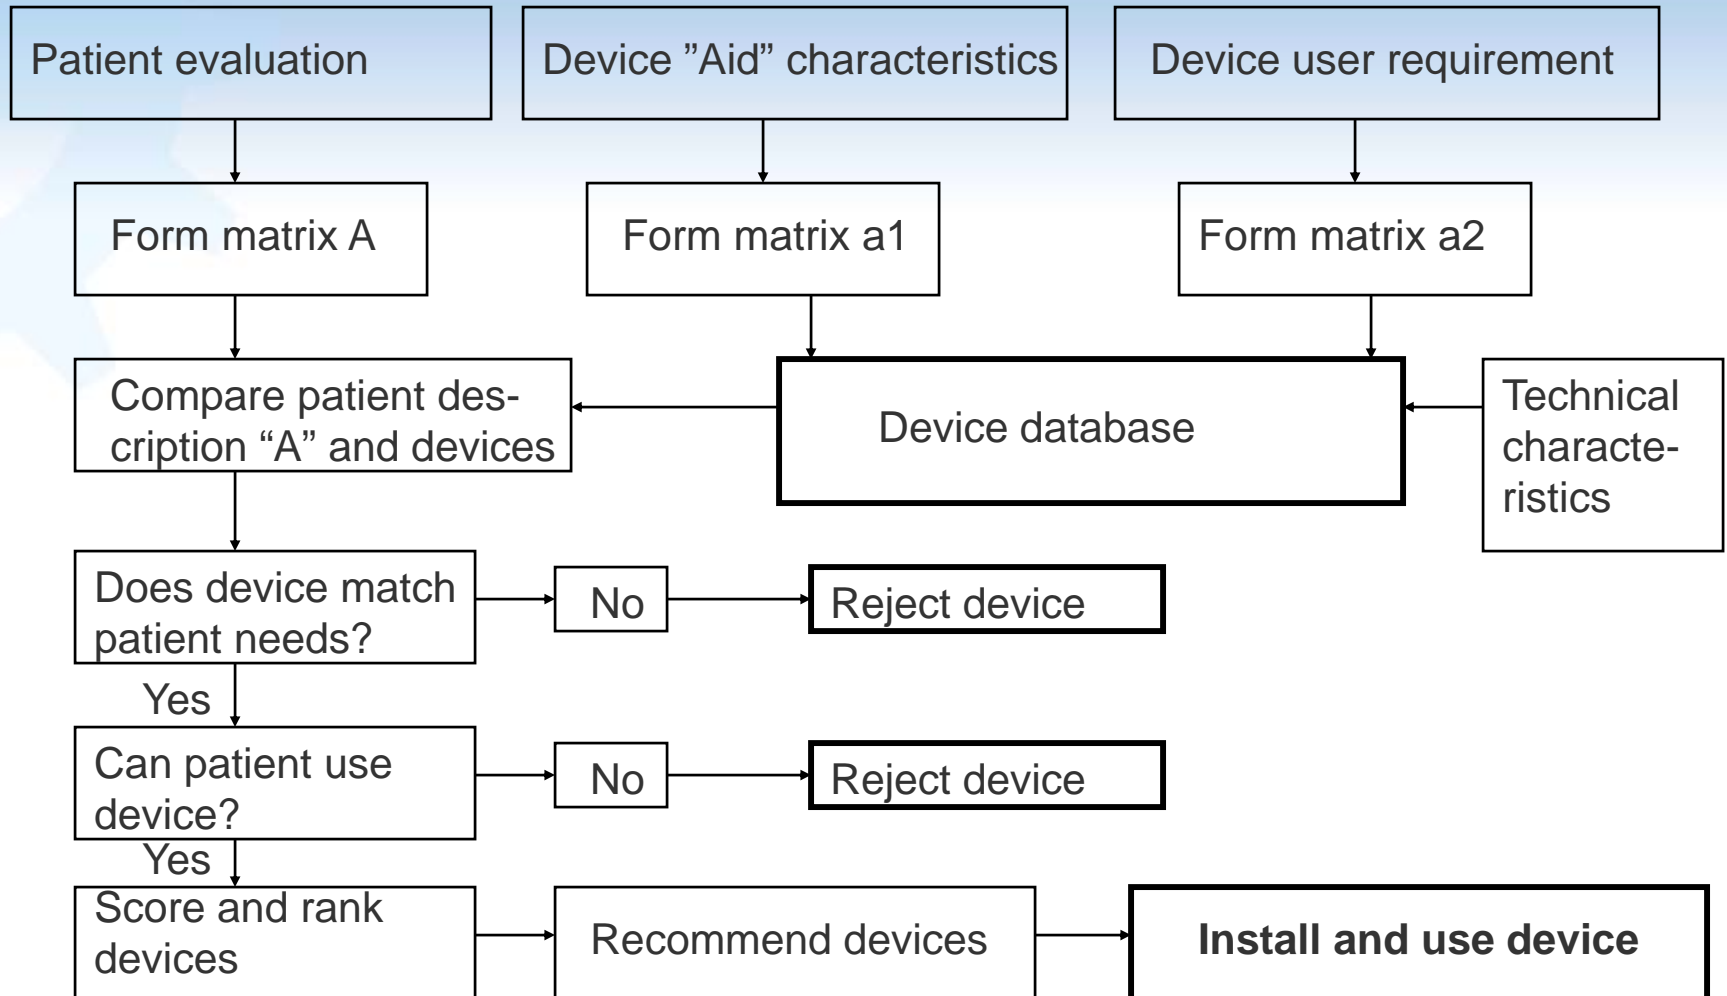 Patient evaluation
Device ”Aid” characteristics
Device user requirement
Form matrix A
Form matrix a1
Form matrix a2
Compare patient des-
cription “A” and devices
Device database
Technical
characte-
ristics
Does device match
patient needs?
No
Reject device
Yes
Can patient use
device?
No
Reject device
Yes
Score and rank
devices
Recommend devices
Install and use device